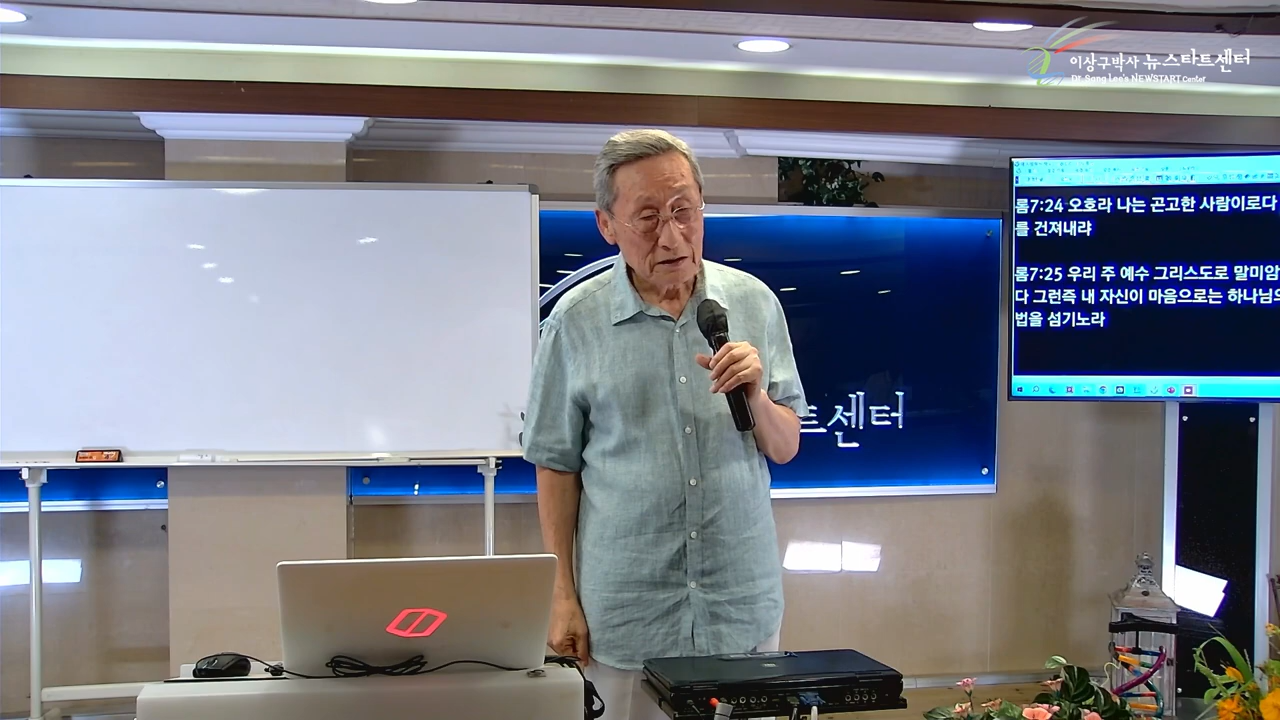 이상구박사 뉴스타트센터
Dr. Sang Lee's NEWSTART Center
롬7:24 오호라 나는 곤고한 사람이로다
를 건져내랴
롬7:25 우리 주 예수 그리스도로 말미암
다 그런즉 내 자신이 마음으로는 하나님으
법을 섬기노라
트센터